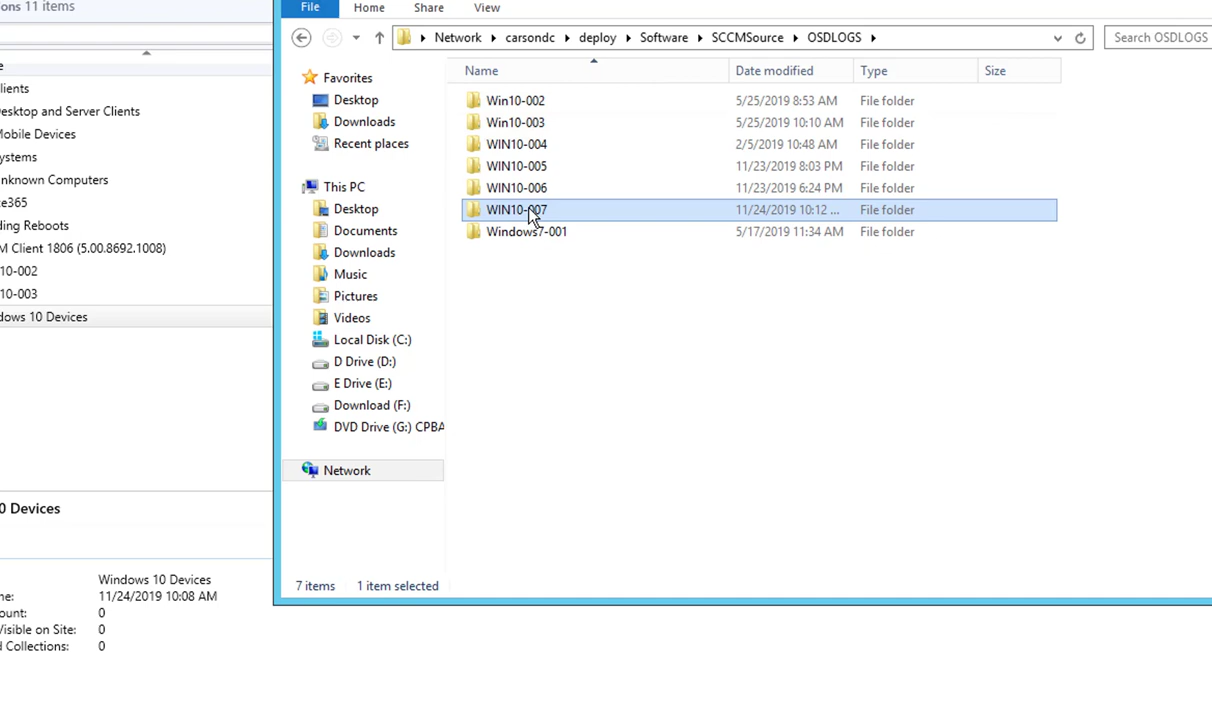 ons 11 items
e
lients
esktop and Server Clients
Mobile Devices
ystems
nknown Computers
ce365
ding Reboots
M Client 1806 (5.00.8692.1008)
10-002
10-003
dows 10 Devices
0 Devices
Windows 10 Devices
me: 11/24/2019 10:08 AM
ount: 0
Visible on Site: 0
d Collections: 0
File Home Share View
Network carsondc deploy Software SCCMSource OSDLOGS
Search OSDLOGS
Favorites
Desktop
Downloads
Recent places
This PC
Desktop
Documents
Downloads
Music
Pictures
Videos
Local Disk (C:)
D Drive (D:)
E Drive (E:)
Download (F:)
DVD Drive (G:) CPBA
Network
Name Date modified Type Size
Win10-002 5/25/2019 8:53 AM File folder
Win10-003 5/25/2019 10:10 AM File folder
WIN10-004 2/5/2019 10:48 AM File folder
WIN10-005 11/23/2019 8:03 PM File folder
WIN10-006 11/23/2019 6:24 PM File folder
WIN10-007 11/24/2019 10:12 ... File folder
Windows7-001 5/17/2019 11:34 AM File folder
7 items 1 item selected